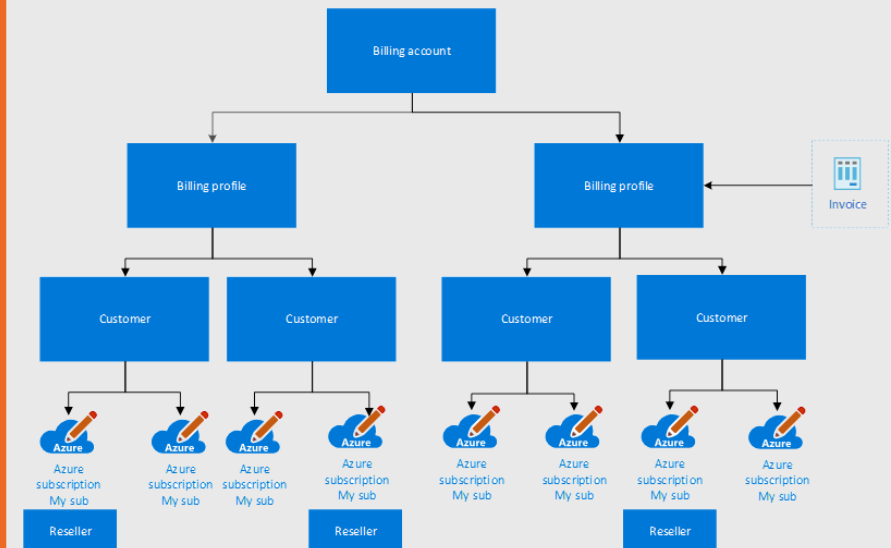 Billing account
Billing profile
Billing profile
Invoice
Customer
Customer
Customer
Customer
Azure
Azure
Azure
Azure
Azure
Azure
Azure
Azure
Azure
subscription
My sub
Azure
subscription
My sub
Azure
subscription
My sub
Azure
subscription
My sub
Azure
subscription
My sub
Azure
subscription
My sub
Azure
subscription
My sub
Azure
subscription
My sub
Reseller
Reseller
Reseller